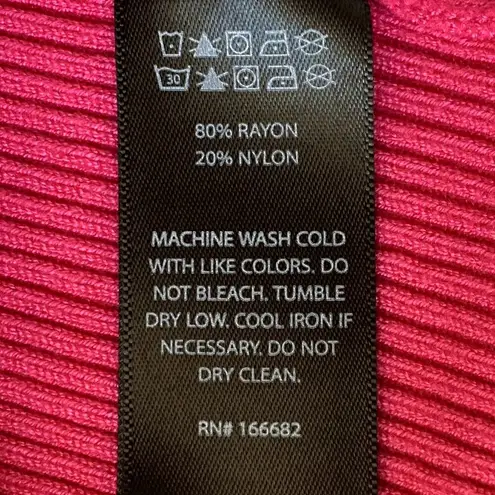 30
80% RAYON
20% NYLON
MACHINE WASH COLD
WITH LIKE COLORS. DO
NOT BLEACH. TUMBLE
DRY LOW. COOL IRON IF
NECESSARY. DO NOT
DRY CLEAN.
RN# 166682